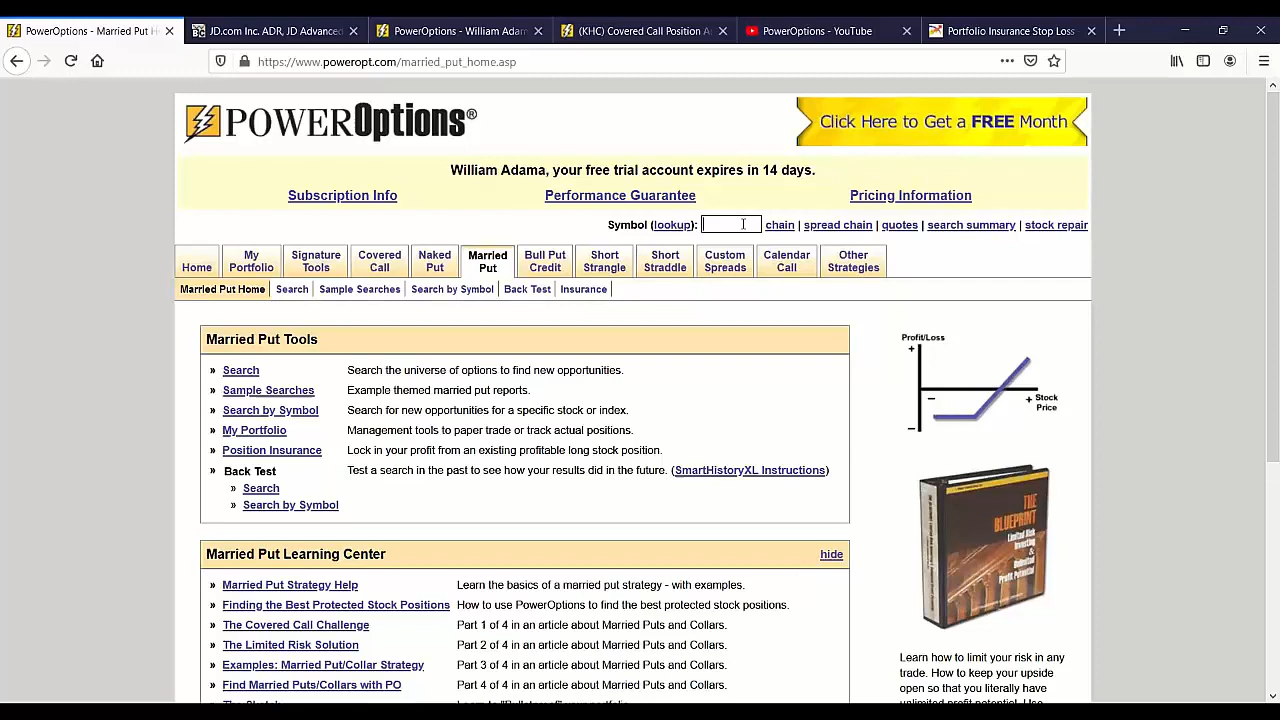 PowerOptions - Married Put H
JD.com Inc. ADR, JD Advanced
PowerOptions - William Adam
(KHC) Covered Call Position A
PowerOptions - YouTube
Portfolio Insurance Stop Loss
https://www.poweropt.com/married_put_home.asp
POWEROptions®
Click Here to Get a FREE Month
William Adama, your free trial account expires in 14 days.
Subscription Info
Performance Guarantee
Pricing Information
Symbol (lookup): chain | spread chain | quotes | search summary | stock repair
Home
My Portfolio
Signature Tools
Covered Call
Naked Put
Married Put
Bull Put Credit
Short Strangle
Short Straddle
Custom Spreads
Calendar Call
Other Strategies
Married Put Home | Search | Sample Searches | Search by Symbol | Back Test | Insurance |
Married Put Tools
» Search Search the universe of options to find new opportunities.
» Sample Searches Example themed married put reports.
» Search by Symbol Search for new opportunities for a specific stock or index.
» My Portfolio Management tools to paper trade or track actual positions.
» Position Insurance Lock in your profit from an existing profitable long stock position.
» Back Test Test a search in the past to see how your results did in the future. (SmartHistoryXL Instructions)
» Search
» Search by Symbol
Married Put Learning Center hide
» Married Put Strategy Help Learn the basics of a married put strategy - with examples.
» Finding the Best Protected Stock Positions How to use PowerOptions to find the best protected stock positions.
» The Covered Call Challenge Part 1 of 4 in an article about Married Puts and Collars.
» The Limited Risk Solution Part 2 of 4 in an article about Married Puts and Collars.
» Examples: Married Put/Collar Strategy Part 3 of 4 in an article about Married Puts and Collars.
» Find Married Puts/Collars with PO Part 4 of 4 in an article about Married Puts and Collars.
Profit/Loss
+
− + Stock
Price
−
THE
BLUEPRINT
Limited Risk
Investing
&
Unlimited
Profit Potential
Learn how to limit your risk in any
trade. How to keep your upside
open so that you literally have
unlimited profit potential. Use